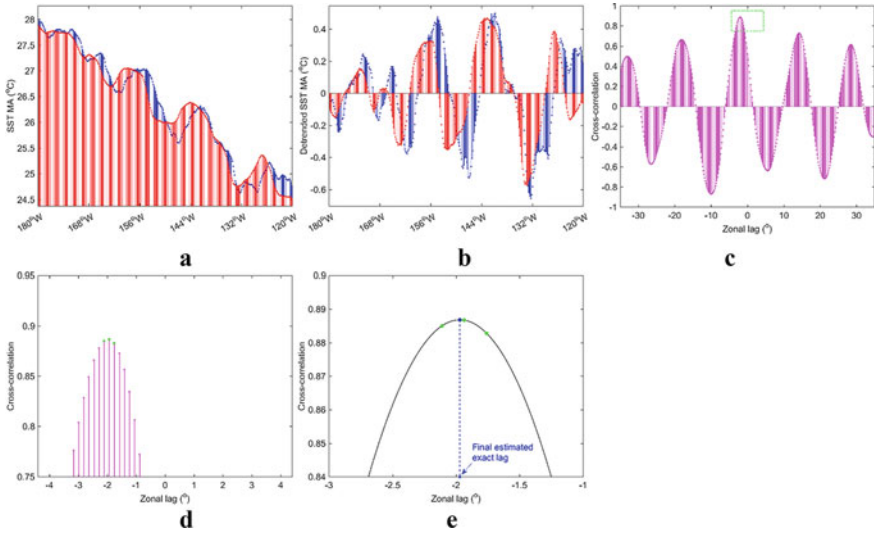 28
27.5
27
26.5
26
25.5
25
24.5
SST MA (°C)
180°W
168°W
156°W
144°W
132°W
120°W
a
0.4
0.2
0
-0.2
-0.4
-0.6
Detrended SST MA (°C)
180°W
168°W
156°W
144°W
132°W
120°W
b
1
0.8
0.6
0.4
0.2
0
-0.2
-0.4
-0.6
-0.8
-1
Cross-correlation
-30 -20 -10 0 10 20 30
Zonal lag (°)
c
0.95
0.9
0.85
0.8
0.75
Cross-correlation
-4 -3 -2 -1 0 1 2 3 4
Zonal lag (°)
d
0.9
0.89
0.88
0.87
0.86
0.85
0.84
Cross-correlation
Final estimated
exact lag
-3 -2.5 -2 -1.5 -1
Zonal lag (°)
e